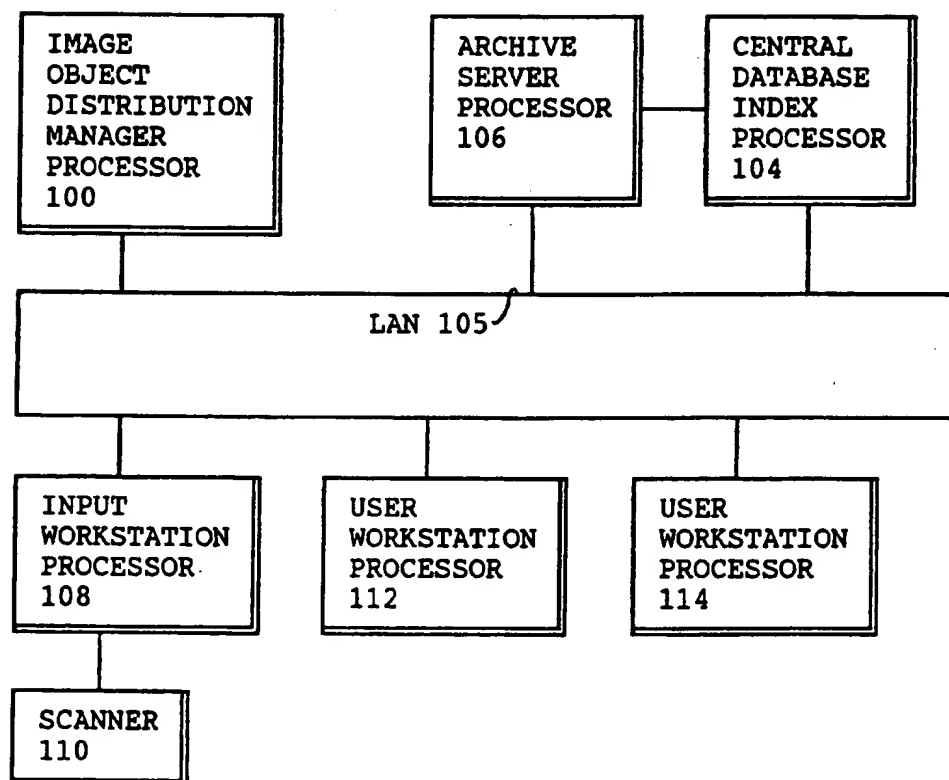 IMAGE
OBJECT
DISTRIBUTION
MANAGER
PROCESSOR
100
ARCHIVE
SERVER
PROCESSOR
106
CENTRAL
DATABASE
INDEX
PROCESSOR
104
LAN 105
INPUT
WORKSTATION
PROCESSOR
108
USER
WORKSTATION
PROCESSOR
112
USER
WORKSTATION
PROCESSOR
114
SCANNER
110